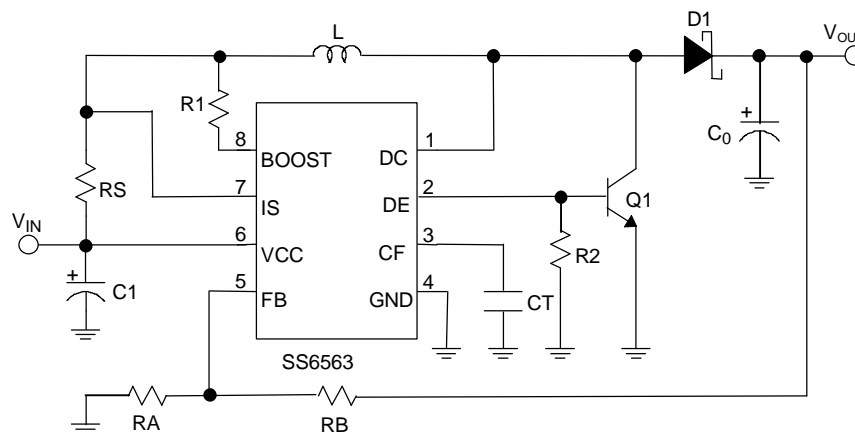 D1
L
V_OU
R1
+
C0
8
BOOST
DC
1
RS
7
IS
DE
2
Q1
VIN
6
VCC
CF
3
R2
+
C1
5
FB
GND
4
CT
SS6563
RA
RB